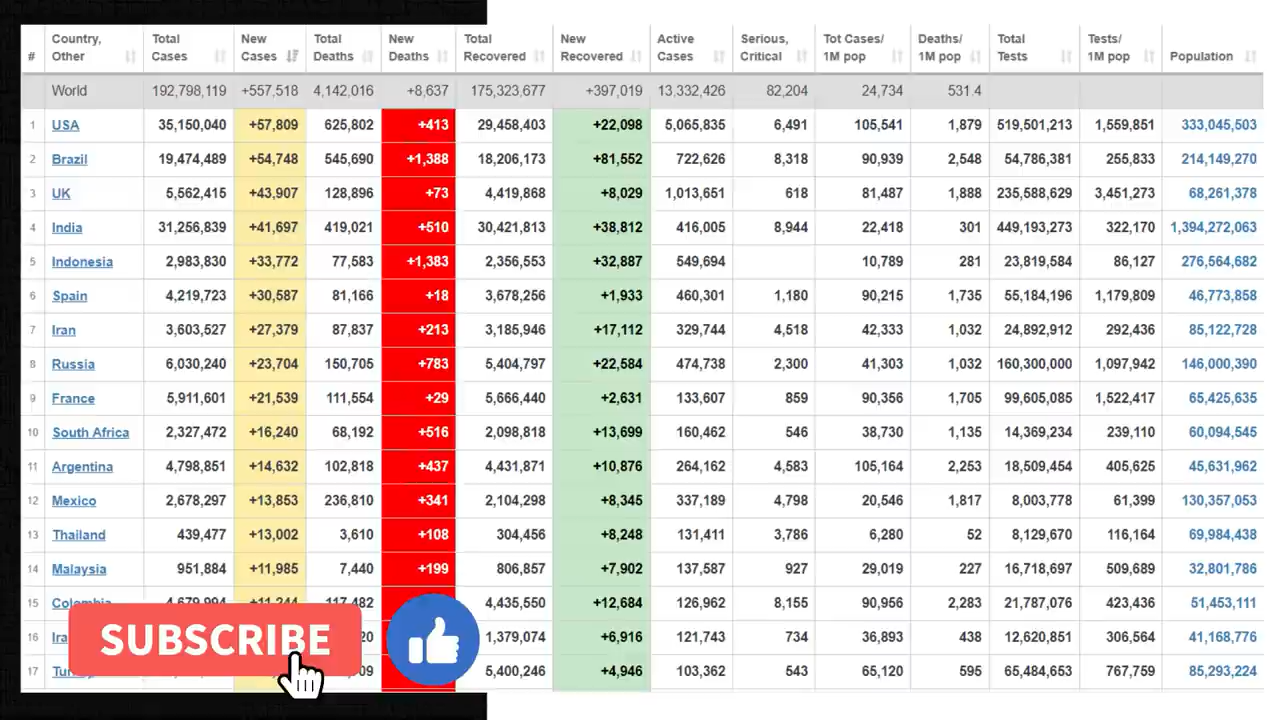 # Country, Other Total Cases New Cases Total Deaths New Deaths Total Recovered New Recovered Active Cases Serious, Critical Tot Cases/ 1M pop Deaths/ 1M pop Total Tests Tests/ 1M pop Population
World 192,798,119 +557,518 4,142,016 +8,637 175,323,677 +397,019 13,332,426 82,204 24,734 531.4
1 USA 35,150,040 +57,809 625,802 +413 29,458,403 +22,098 5,065,835 6,491 105,541 1,879 519,501,213 1,559,851 333,045,503
2 Brazil 19,474,489 +54,748 545,690 +1,388 18,206,173 +81,552 722,626 8,318 90,939 2,548 54,786,381 255,833 214,149,270
3 UK 5,562,415 +43,907 128,896 +73 4,419,868 +8,029 1,013,651 618 81,487 1,888 235,588,629 3,451,273 68,261,378
4 India 31,256,839 +41,697 419,021 +510 30,421,813 +38,812 416,005 8,944 22,418 301 449,193,273 322,170 1,394,272,063
5 Indonesia 2,983,830 +33,772 77,583 +1,383 2,356,553 +32,887 549,694 10,789 281 23,819,584 86,127 276,564,682
6 Spain 4,219,723 +30,587 81,166 +18 3,678,256 +1,933 460,301 1,180 90,215 1,735 55,184,196 1,179,809 46,773,858
7 Iran 3,603,527 +27,379 87,837 +213 3,185,946 +17,112 329,744 4,518 42,333 1,032 24,892,912 292,436 85,122,728
8 Russia 6,030,240 +23,704 150,705 +783 5,404,797 +22,584 474,738 2,300 41,303 1,032 160,300,000 1,097,942 146,000,390
9 France 5,911,601 +21,539 111,554 +29 5,666,440 +2,631 133,607 859 90,356 1,705 99,605,085 1,522,417 65,425,635
10 South Africa 2,327,472 +16,240 68,192 +516 2,098,818 +13,699 160,462 546 38,730 1,135 14,369,234 239,110 60,094,545
11 Argentina 4,798,851 +14,632 102,818 +437 4,431,871 +10,876 264,162 4,583 105,164 2,253 18,509,454 405,625 45,631,962
12 Mexico 2,678,297 +13,853 236,810 +341 2,104,298 +8,345 337,189 4,798 20,546 1,817 8,003,778 61,399 130,357,053
13 Thailand 439,477 +13,002 3,610 +108 304,456 +8,248 131,411 3,786 6,280 52 8,129,670 116,164 69,984,438
14 Malaysia 951,884 +11,985 7,440 +199 806,857 +7,902 137,587 927 29,019 227 16,718,697 509,689 32,801,786
15 Colombia 4,679,994 +11,244 117,482 4,435,550 +12,684 126,962 8,155 90,956 2,283 21,787,076 423,436 51,453,111
16 1,379,074 +6,916 121,743 734 36,893 438 12,620,851 306,564 41,168,776
17 5,400,246 +4,946 103,362 543 65,120 595 65,484,653 767,759 85,293,224
SUBSCRIBE